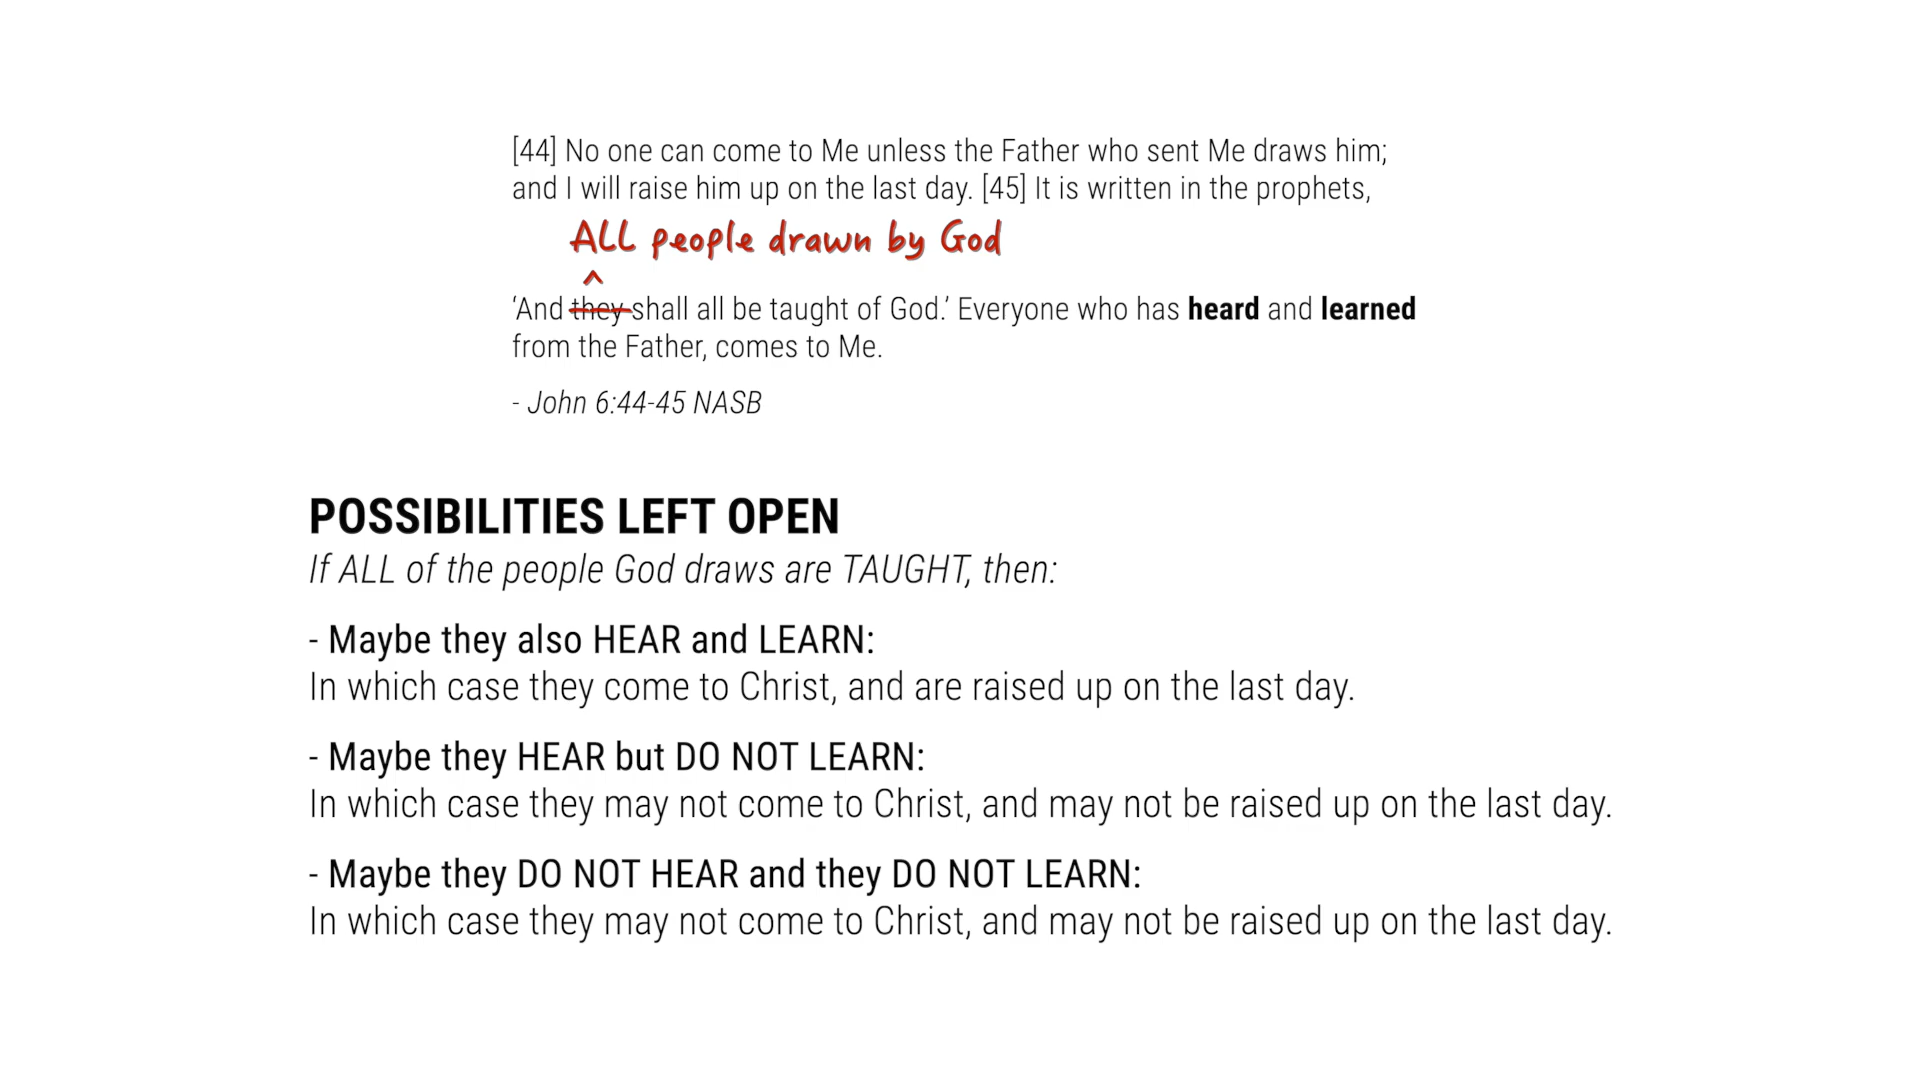 [44] No one can come to Me unless the Father who sent Me draws him;
and I will raise him up on the last day. [45] It is written in the prophets,
ALL people drawn by God
^
‘And they shall all be taught of God.’ Everyone who has heard and learned
from the Father, comes to Me.
- John 6:44-45 NASB
POSSIBILITIES LEFT OPEN
If ALL of the people God draws are TAUGHT, then:
- Maybe they also HEAR and LEARN:
In which case they come to Christ, and are raised up on the last day.
- Maybe they HEAR but DO NOT LEARN:
In which case they may not come to Christ, and may not be raised up on the last day.
- Maybe they DO NOT HEAR and they DO NOT LEARN:
In which case they may not come to Christ, and may not be raised up on the last day.